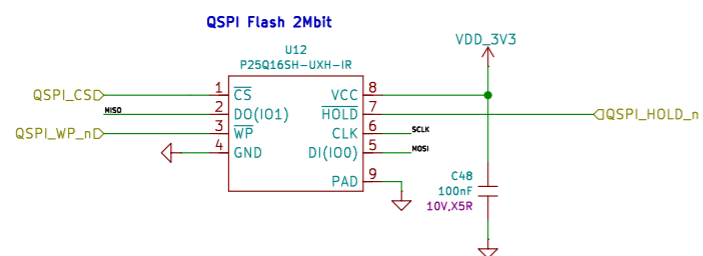 QSPI Flash 2Mbit
U12
P25Q16SH-UXH-IR
VDD_3V3
QSPI_CS 1 CS VCC 8
MISO 2 DO(IO1) HOLD 7 QSPI_HOLD_n
QSPI_WP_n 3 WP CLK 6 SCLK
4 GND DI(IO0) 5 MOSI
PAD 9
C48
100nF
10V,X5R